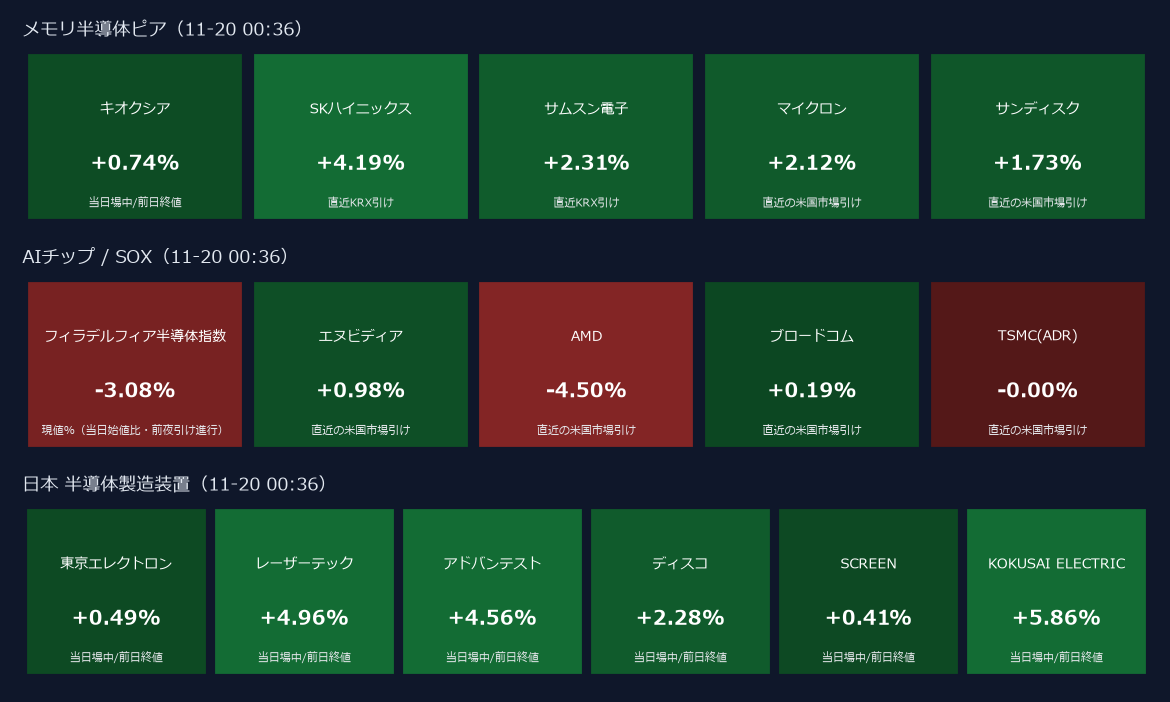 メモリ半導体ピア（11-20 00:36）
キオクシア
+0.74%
当日場中/前日終値
SKハイニックス
+4.19%
直近KRX引け
サムスン電子
+2.31%
直近KRX引け
マイクロン
+2.12%
直近の米国市場引け
サンディスク
+1.73%
直近の米国市場引け
AIチップ / SOX（11-20 00:36）
フィラデルフィア半導体指数
-3.08%
現値%（当日始値比・前夜引け進行）
エヌビディア
+0.98%
直近の米国市場引け
AMD
-4.50%
直近の米国市場引け
ブロードコム
+0.19%
直近の米国市場引け
TSMC(ADR)
-0.00%
直近の米国市場引け
日本 半導体製造装置（11-20 00:36）
東京エレクトロン
+0.49%
当日場中/前日終値
レーザーテック
+4.96%
当日場中/前日終値
アドバンテスト
+4.56%
当日場中/前日終値
ディスコ
+2.28%
当日場中/前日終値
SCREEN
+0.41%
当日場中/前日終値
KOKUSAI ELECTRIC
+5.86%
当日場中/前日終値